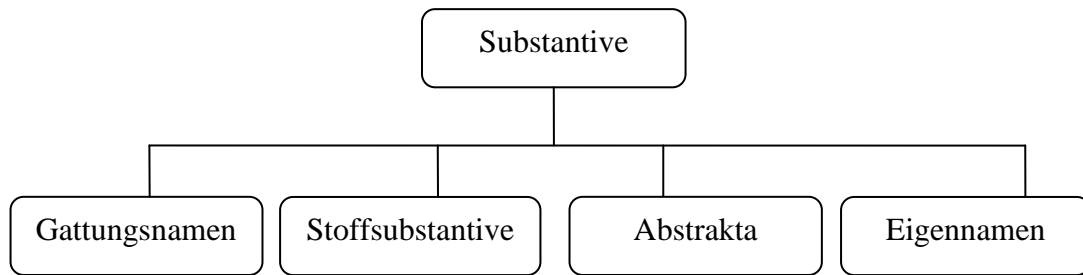 Substantive
Gattungsnamen
Stoffsubstantive
Abstrakta
Eigennamen